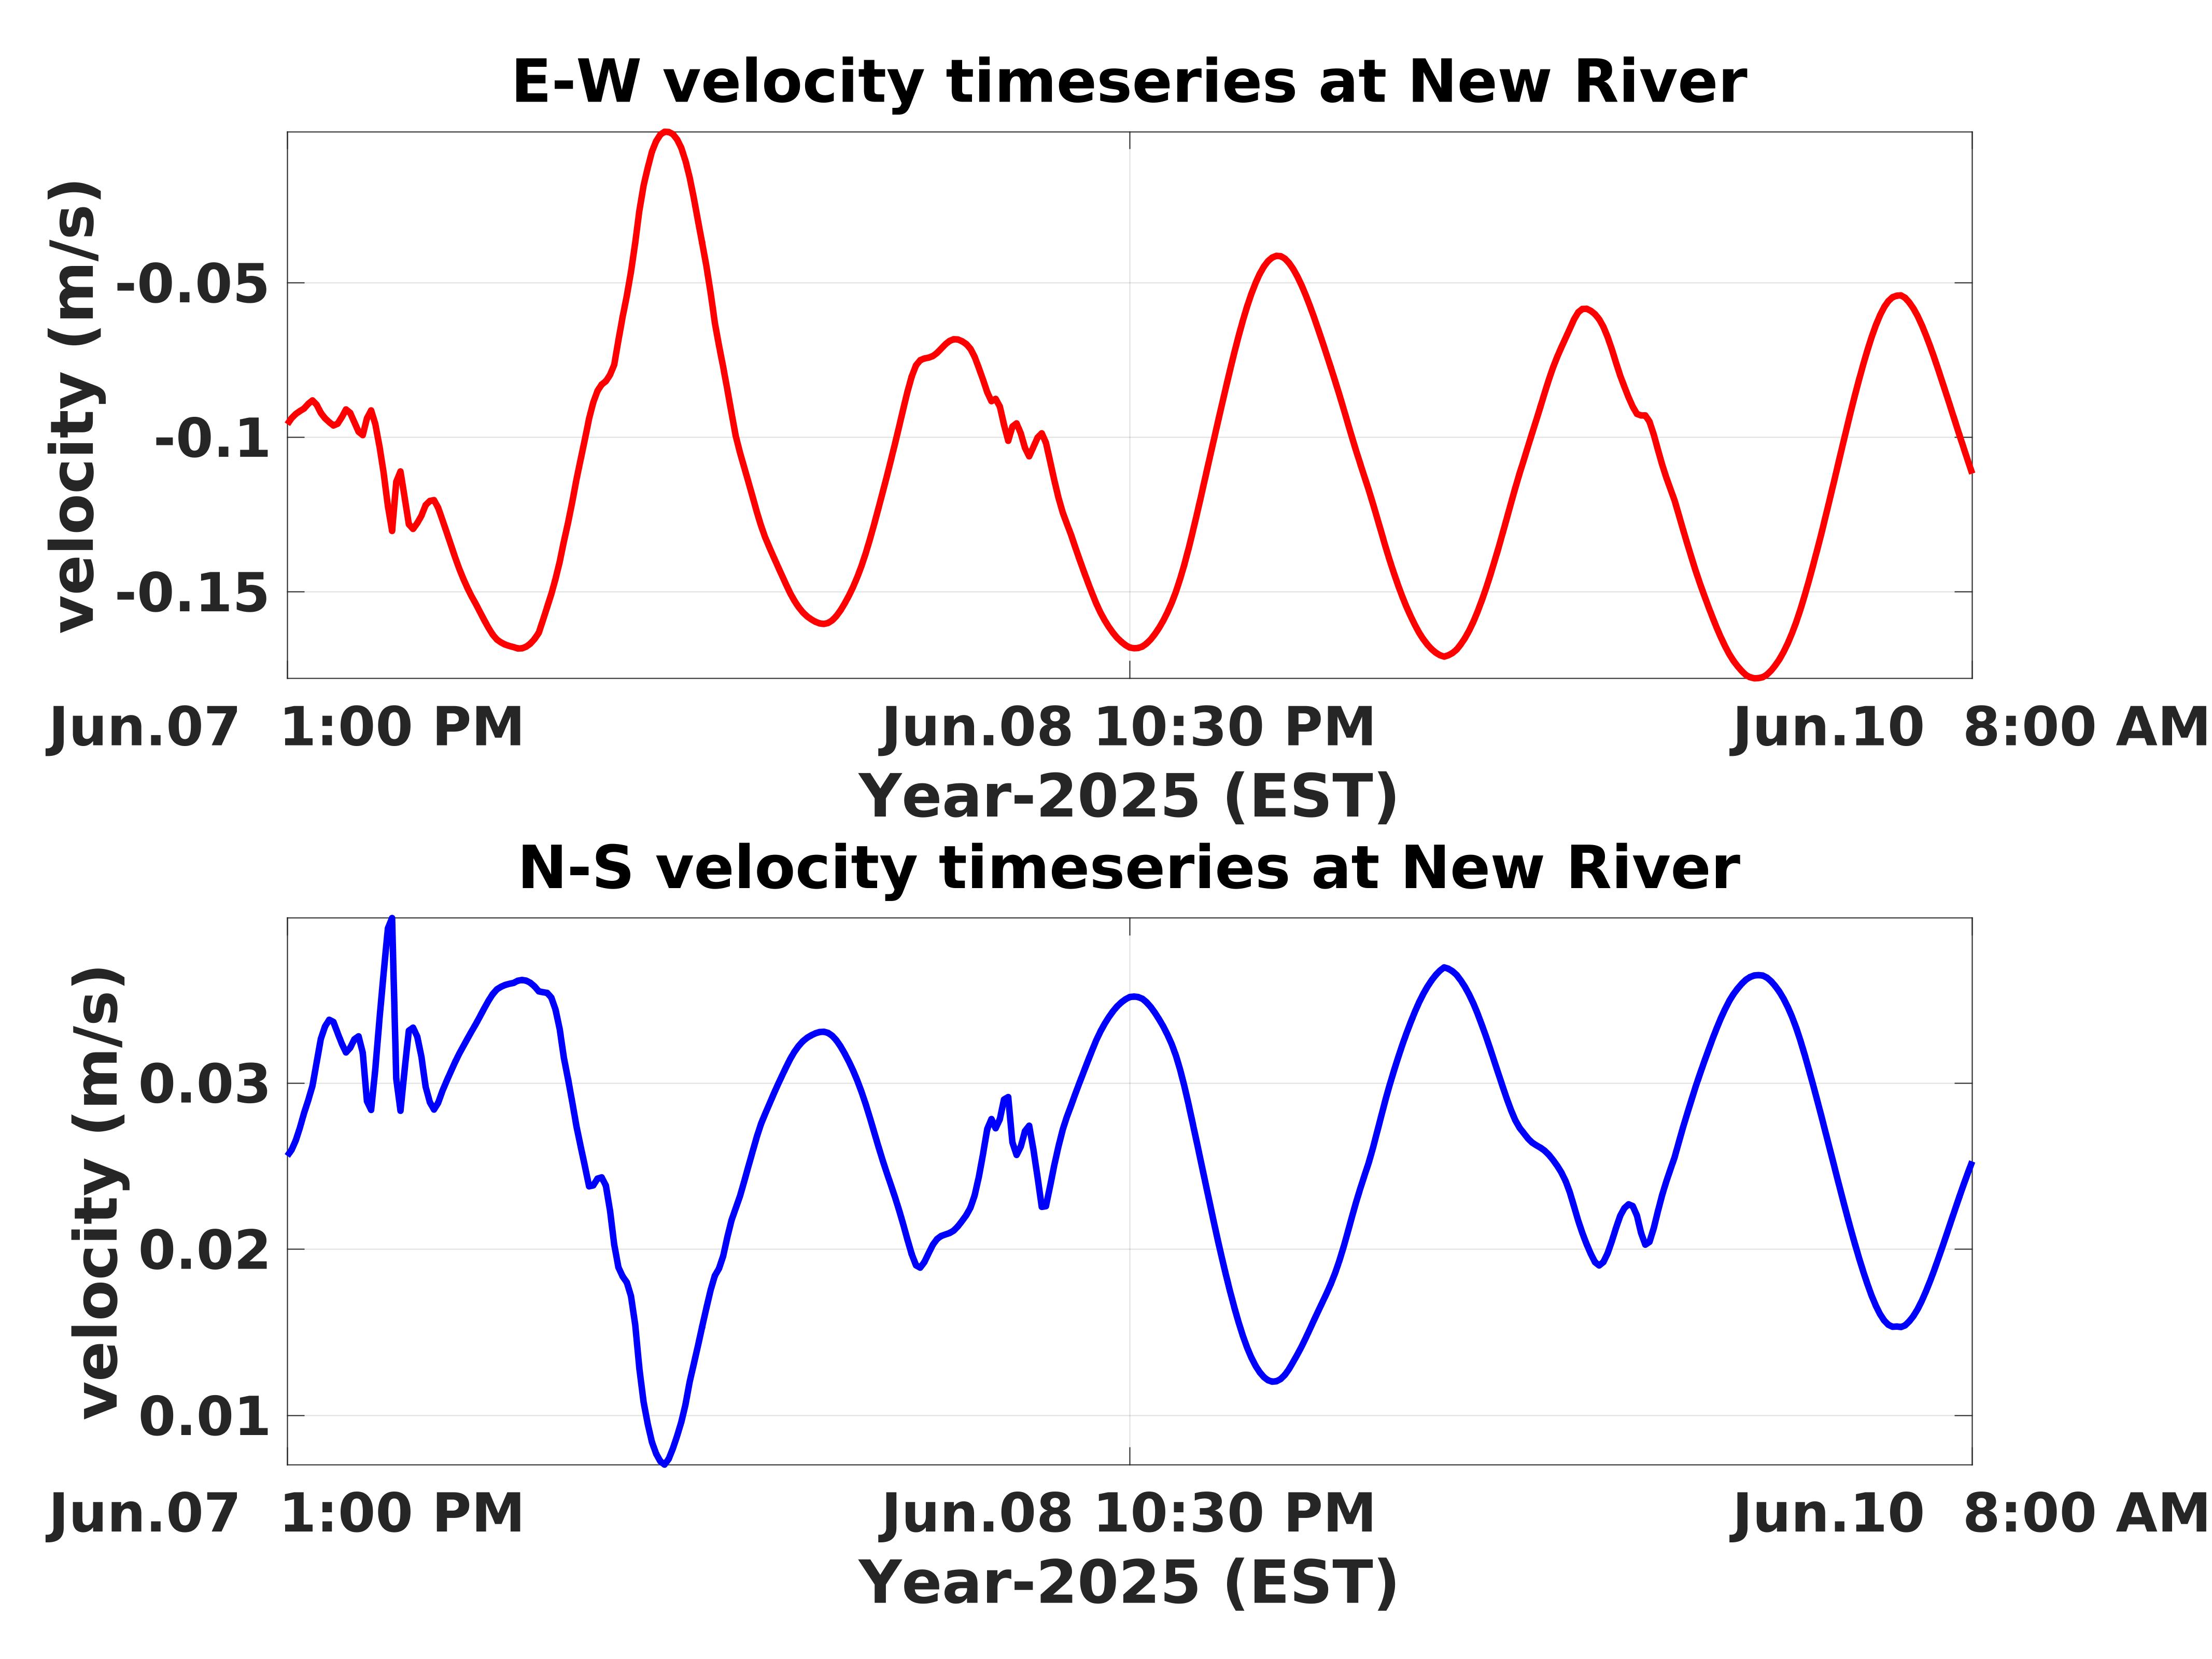 E-W velocity timeseries at New River
velocity (m/s)
-0.05
-0.1
-0.15
Jun.07 1:00 PM Jun.08 10:30 PM Jun.10 8:00 AM
Year-2025 (EST)
N-S velocity timeseries at New River
velocity (m/s)
0.03
0.02
0.01
Jun.07 1:00 PM Jun.08 10:30 PM Jun.10 8:00 AM
Year-2025 (EST)